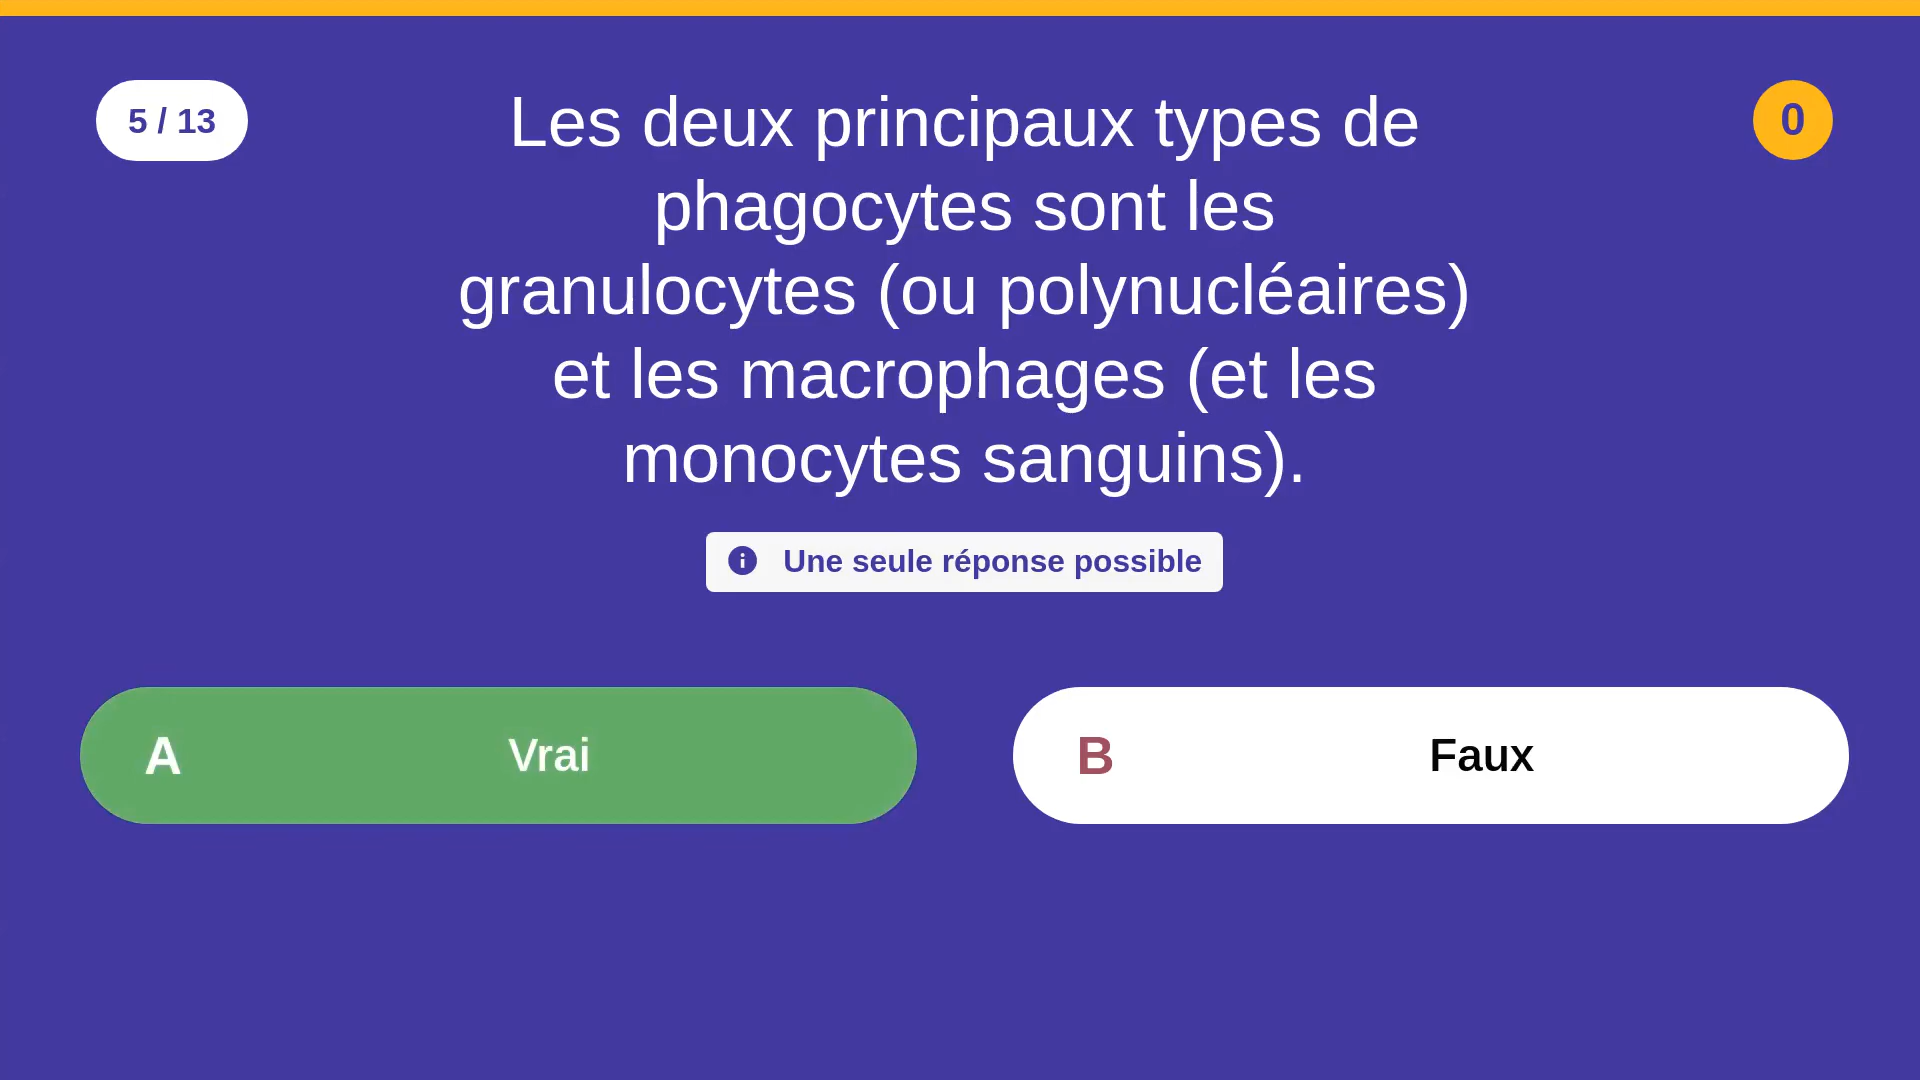 5 / 13
Les deux principaux types de
phagocytes sont les
granulocytes (ou polynucléaires)
et les macrophages (et les
monocytes sanguins).
0
Une seule réponse possible
A Vrai
B Faux